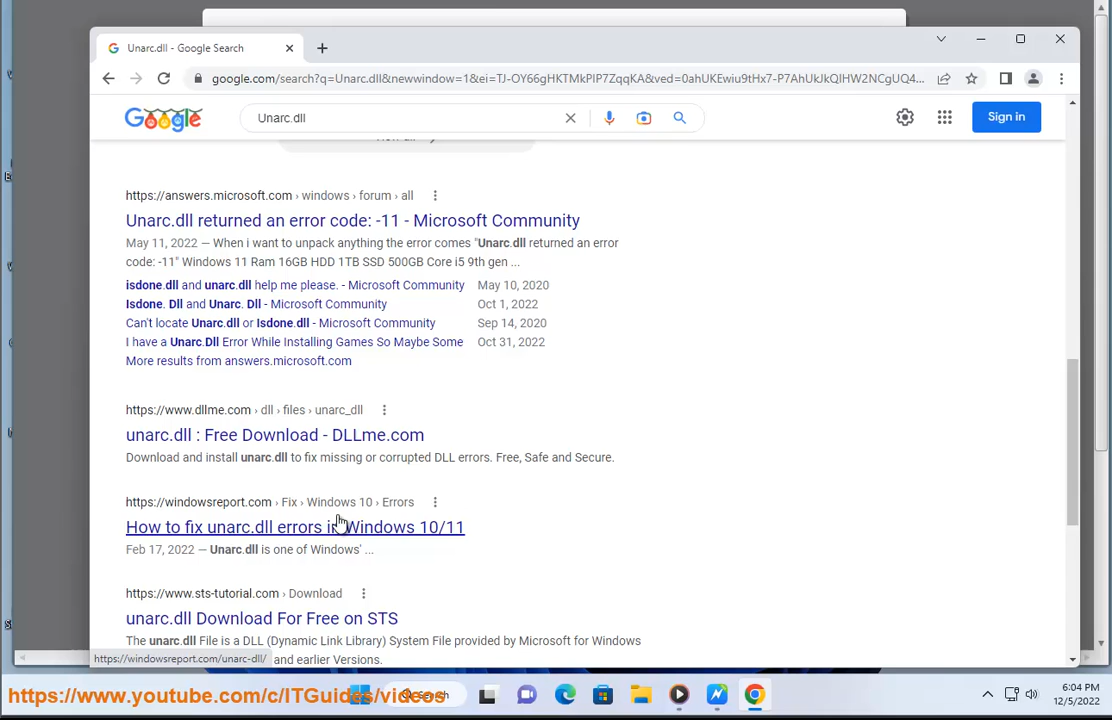 Unarc.dll - Google Search
google.com/search?q=Unarc.dll&newwindow=1&ei=TJ-OY66gHKTMkPIP7ZqqKA&ved=0ahUKEwiu9tHx7-P7AhUkJkQIHW2NCgUQ4...
Google
Unarc.dll
Sign in
https://answers.microsoft.com › windows › forum › all
Unarc.dll returned an error code: -11 - Microsoft Community
May 11, 2022 — When i want to unpack anything the error comes "Unarc.dll returned an error
code: -11" Windows 11 Ram 16GB HDD 1TB SSD 500GB Core i5 9th gen ...
isdone.dll and unarc.dll help me please. - Microsoft Community May 10, 2020
Isdone. Dll and Unarc. Dll - Microsoft Community Oct 1, 2022
Can't locate Unarc.dll or Isdone.dll - Microsoft Community Sep 14, 2020
I have a Unarc.Dll Error While Installing Games So Maybe Some Oct 31, 2022
More results from answers.microsoft.com
https://www.dllme.com › dll › files › unarc_dll
unarc.dll : Free Download - DLLme.com
Download and install unarc.dll to fix missing or corrupted DLL errors. Free, Safe and Secure.
https://windowsreport.com › Fix › Windows 10 › Errors
How to fix unarc.dll errors in Windows 10/11
Feb 17, 2022 — Unarc.dll is one of Windows' ...
https://www.sts-tutorial.com › Download
unarc.dll Download For Free on STS
The unarc.dll File is a DLL (Dynamic Link Library) System File provided by Microsoft for Windows
https://windowsreport.com/unarc-dll/ and earlier Versions.
https://www.youtube.com/c/ITGuides/videos
6:04 PM
12/5/2022